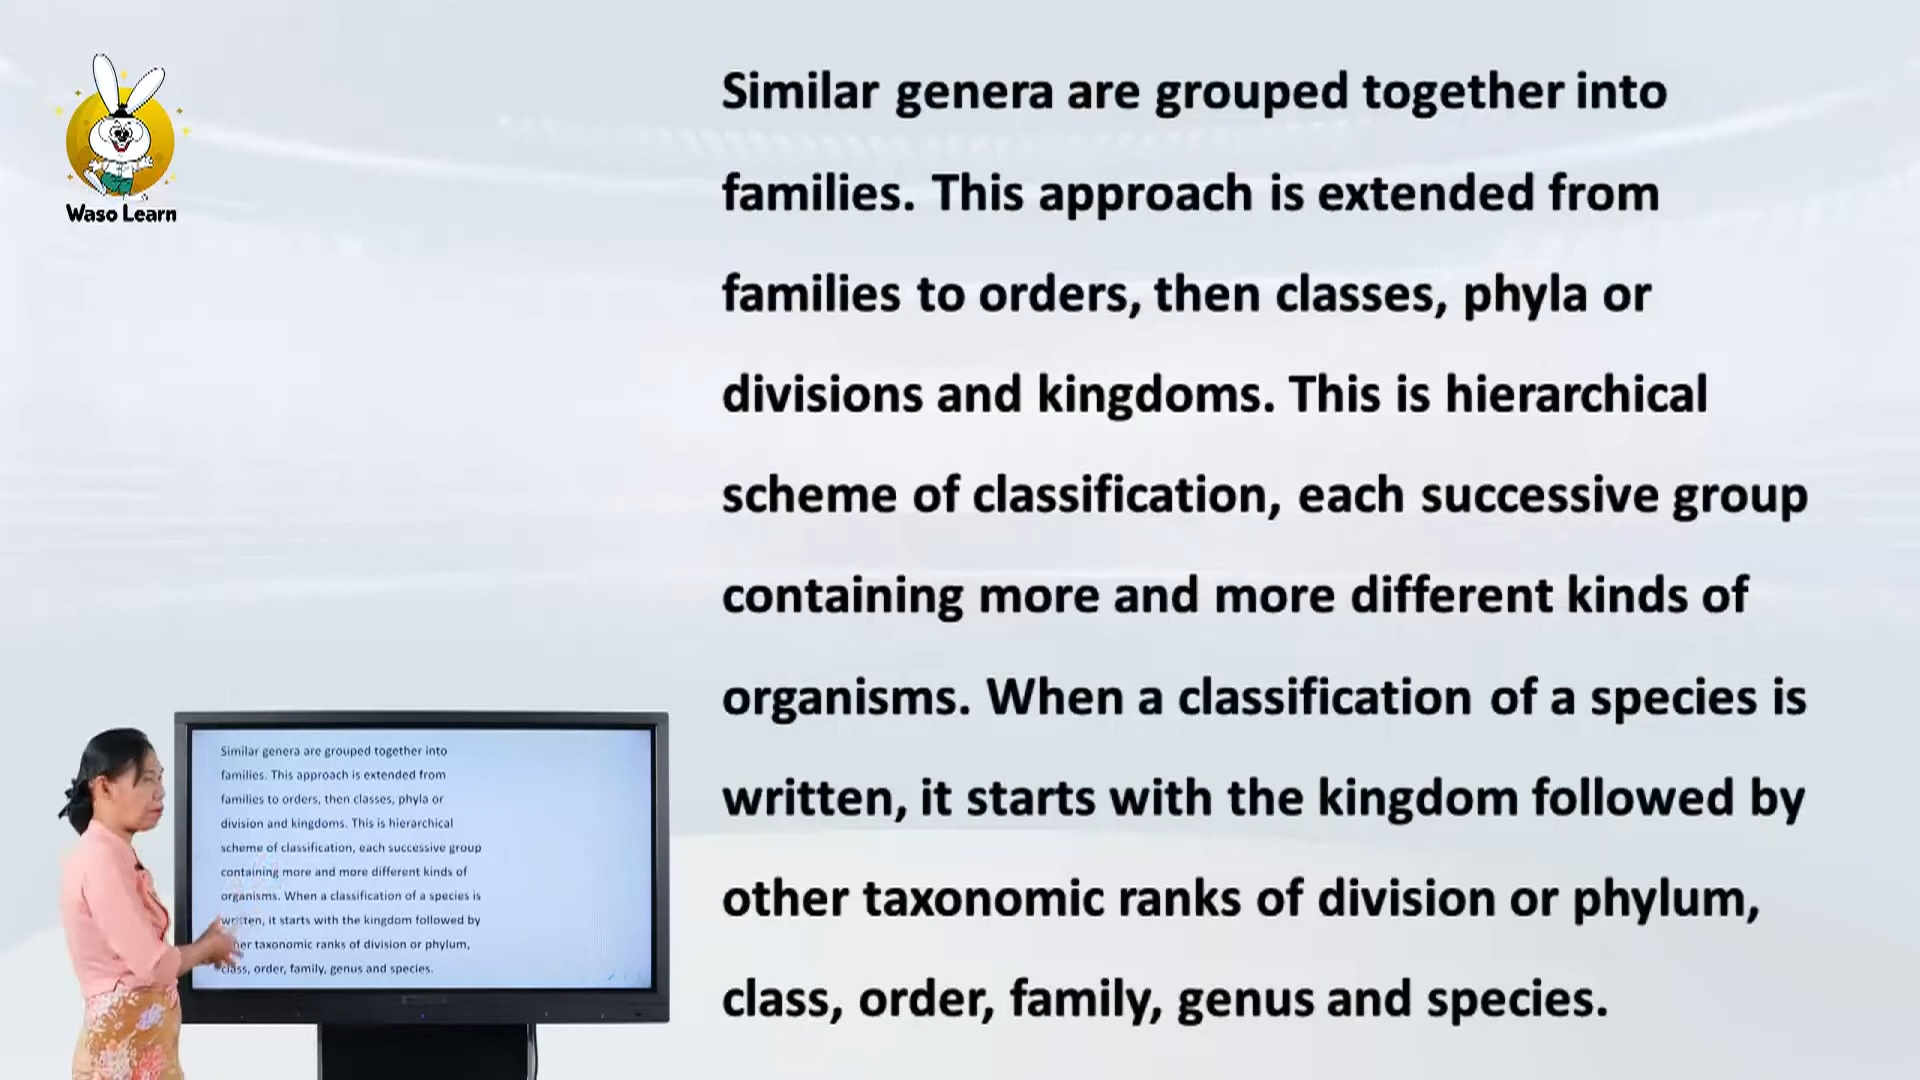 Waso Learn
Similar genera are grouped together into
families. This approach is extended from
families to orders, then classes, phyla or
divisions and kingdoms. This is hierarchical
scheme of classification, each successive group
containing more and more different kinds of
organisms. When a classification of a species is
written, it starts with the kingdom followed by
other taxonomic ranks of division or phylum,
class, order, family, genus and species.
Similar genera are grouped together into
families. This approach is extended from
families to orders, then classes, phyla or
division and kingdoms. This is hierarchical
scheme of classification, each successive group
containing more and more different kinds of
organisms. When a classification of a species is
written, it starts with the kingdom followed by
taxonomic ranks of division or phylum,
class, order, family, genus and species.